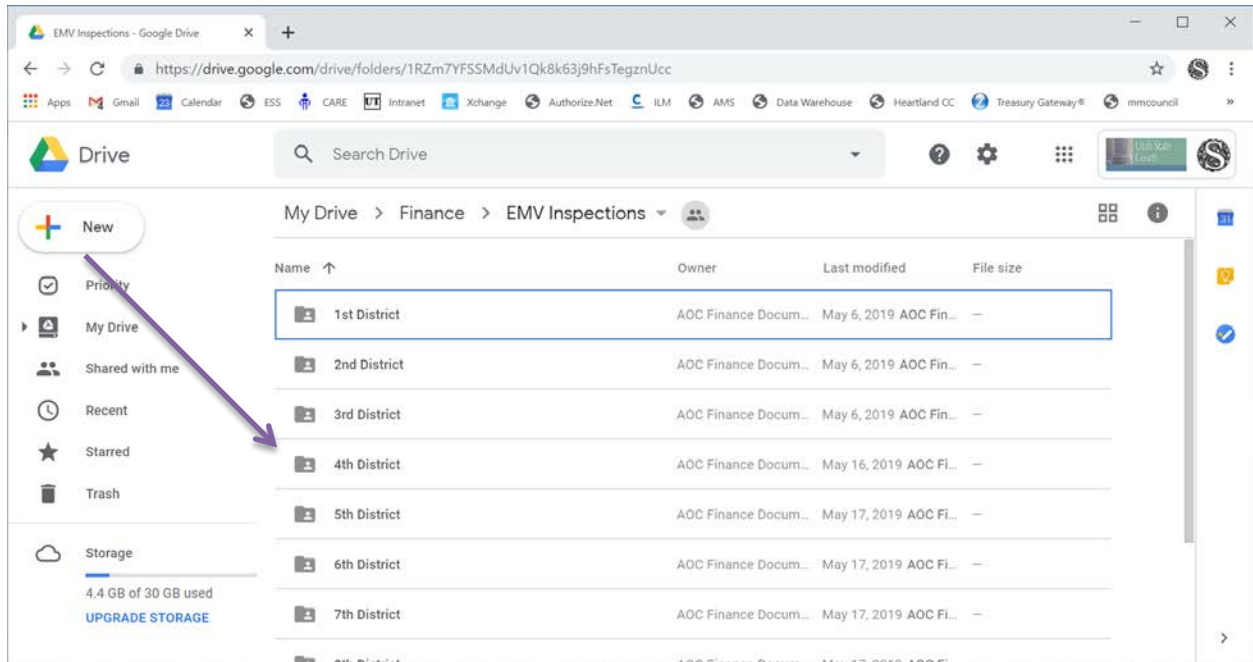 EMV Inspections - Google Drive
https://drive.google.com/drive/folders/1RZm7YFSSMdUv1Qk8k63j9hFsTegznUcc
Apps Gmail 23 Calendar ESS CARE UT Intranet Xchange Authorize.Net C ILM AMS Data Warehouse Heartland CC Treasury Gateway® mmcouncil »
Drive Search Drive Utah State Courts
New My Drive > Finance > EMV Inspections
31
Name Owner Last modified File size
Priority
1st District AOC Finance Docum... May 6, 2019 AOC Fin... —
My Drive
2nd District AOC Finance Docum... May 6, 2019 AOC Fin... —
Shared with me
3rd District AOC Finance Docum... May 6, 2019 AOC Fin... —
Recent
4th District AOC Finance Docum... May 16, 2019 AOC Fi... —
Starred
Trash
5th District AOC Finance Docum... May 17, 2019 AOC Fi... —
Storage
6th District AOC Finance Docum... May 17, 2019 AOC Fi... —
4.4 GB of 30 GB used
7th District AOC Finance Docum... May 17, 2019 AOC Fi... —
UPGRADE STORAGE